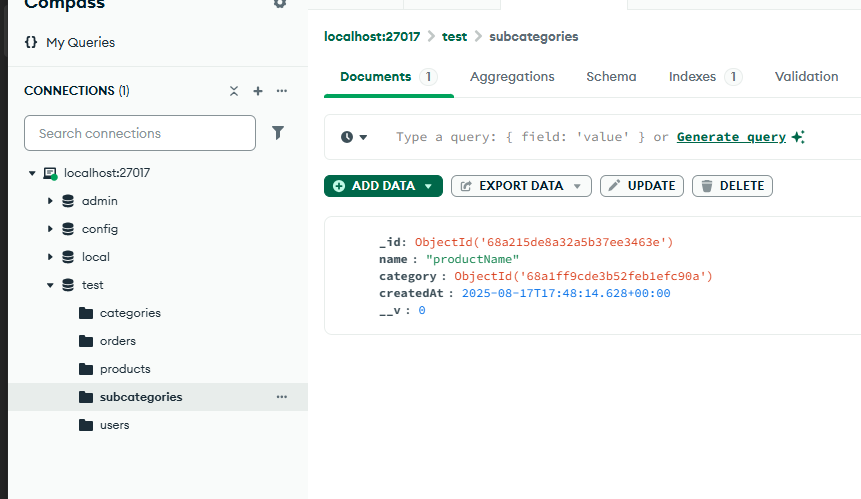 Compass
{} My Queries
CONNECTIONS (1)
Search connections
localhost:27017
admin
config
local
test
categories
orders
products
subcategories
users
localhost:27017 > test > subcategories
Documents 1 Aggregations Schema Indexes 1 Validation
Type a query: { field: 'value' } or Generate query
ADD DATA EXPORT DATA UPDATE DELETE
_id: ObjectId('68a215de8a32a5b37ee3463e')
name : "productName"
category : ObjectId('68a1ff9cde3b52feb1efc90a')
createdAt : 2025-08-17T17:48:14.628+00:00
__v : 0